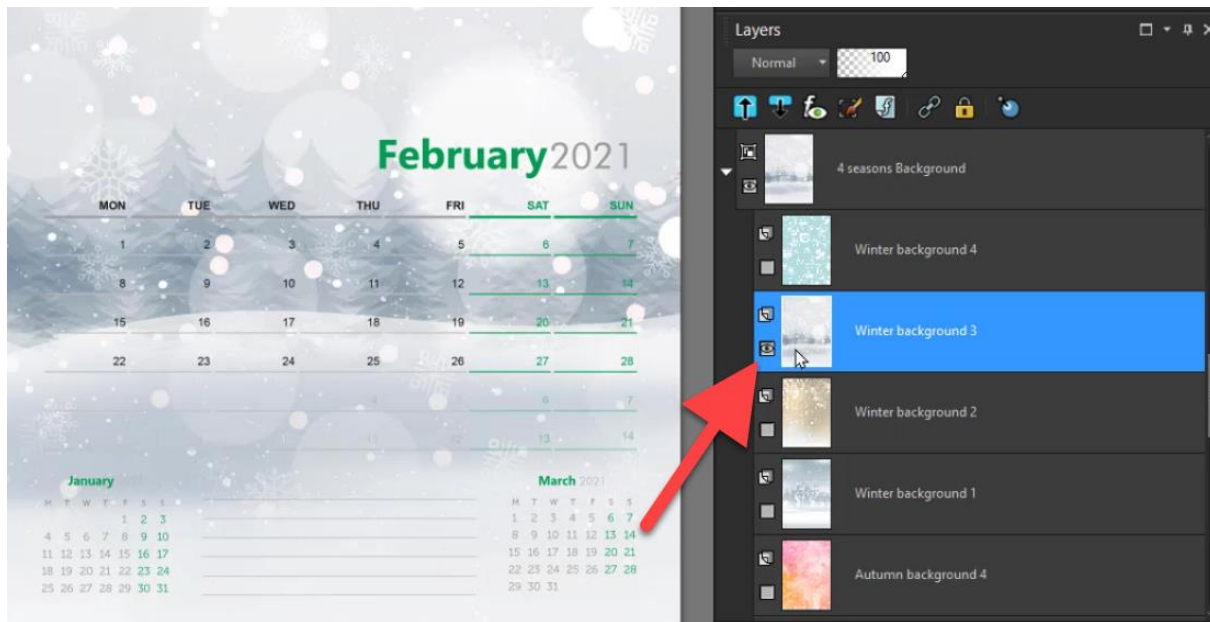 February2021
MON TUE WED THU FRI SAT SUN
1 2 3 4 5 6 7
8 9 10 11 12 13 14
15 16 17 18 19 20 21
22 23 24 25 26 27 28
4 6 7
11 12 13 14
January
M T W T F S S
1 2 3
4 5 6 7 8 9 10
11 12 13 14 15 16 17
18 19 20 21 22 23 24
25 26 27 28 29 30 31
March 2021
M T W T F S S
1 2 3 4 5 6 7
8 9 10 11 12 13 14
15 16 17 18 19 20 21
22 23 24 25 26 27 28
29 30 31
Layers
Normal 100
4 seasons Background
Winter background 4
Winter background 3
Winter background 2
Winter background 1
Autumn background 4